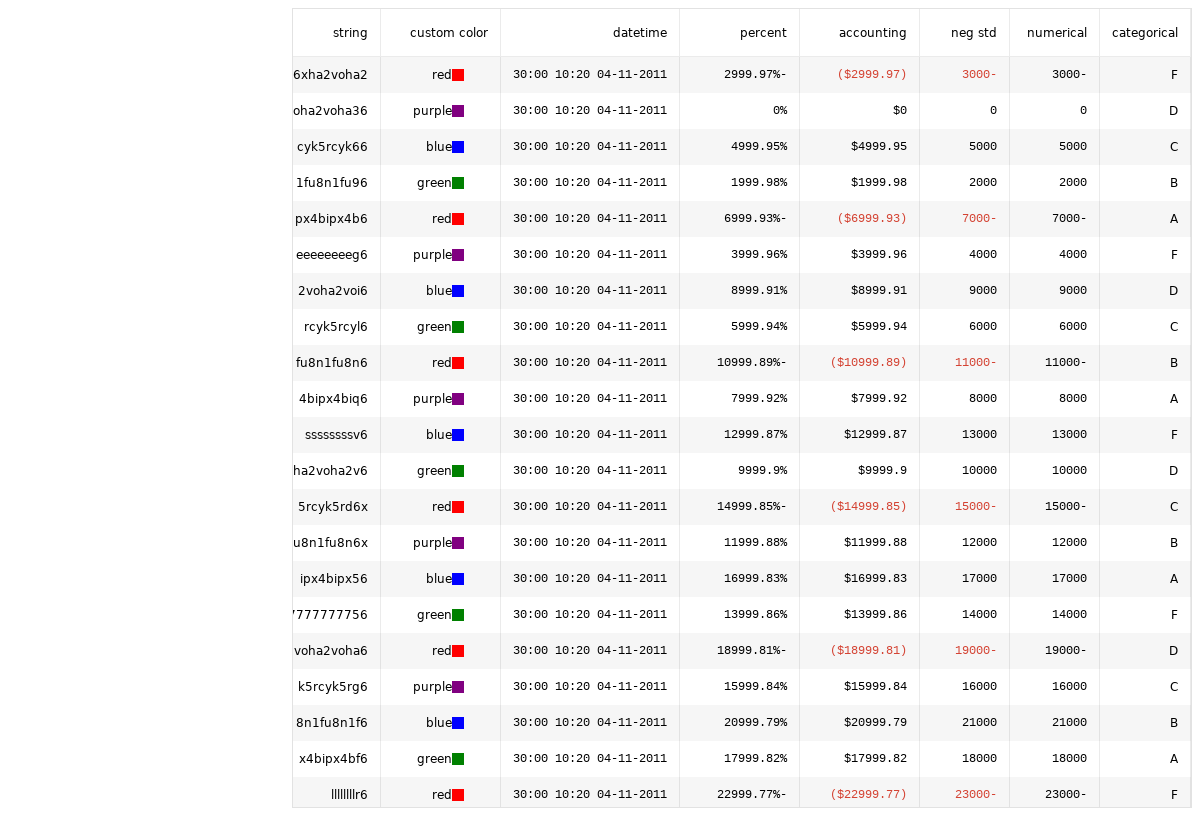 string custom color datetime percent accounting neg std numerical categorical
6xha2voha2 red 30:00 10:20 04-11-2011 2999.97%- ($2999.97) 3000- 3000- F
oha2voha36 purple 30:00 10:20 04-11-2011 0% $0 0 0 D
cyk5rcyk66 blue 30:00 10:20 04-11-2011 4999.95% $4999.95 5000 5000 C
1fu8n1fu96 green 30:00 10:20 04-11-2011 1999.98% $1999.98 2000 2000 B
px4bipx4b6 red 30:00 10:20 04-11-2011 6999.93%- ($6999.93) 7000- 7000- A
eeeeeeeeg6 purple 30:00 10:20 04-11-2011 3999.96% $3999.96 4000 4000 F
2voha2voi6 blue 30:00 10:20 04-11-2011 8999.91% $8999.91 9000 9000 D
rcyk5rcyl6 green 30:00 10:20 04-11-2011 5999.94% $5999.94 6000 6000 C
fu8n1fu8n6 red 30:00 10:20 04-11-2011 10999.89%- ($10999.89) 11000- 11000- B
4bipx4biq6 purple 30:00 10:20 04-11-2011 7999.92% $7999.92 8000 8000 A
ssssssssv6 blue 30:00 10:20 04-11-2011 12999.87% $12999.87 13000 13000 F
ha2voha2v6 green 30:00 10:20 04-11-2011 9999.9% $9999.9 10000 10000 D
5rcyk5rd6x red 30:00 10:20 04-11-2011 14999.85%- ($14999.85) 15000- 15000- C
u8n1fu8n6x purple 30:00 10:20 04-11-2011 11999.88% $11999.88 12000 12000 B
ipx4bipx56 blue 30:00 10:20 04-11-2011 16999.83% $16999.83 17000 17000 A
7777777756 green 30:00 10:20 04-11-2011 13999.86% $13999.86 14000 14000 F
voha2voha6 red 30:00 10:20 04-11-2011 18999.81%- ($18999.81) 19000- 19000- D
k5rcyk5rg6 purple 30:00 10:20 04-11-2011 15999.84% $15999.84 16000 16000 C
8n1fu8n1f6 blue 30:00 10:20 04-11-2011 20999.79% $20999.79 21000 21000 B
x4bipx4bf6 green 30:00 10:20 04-11-2011 17999.82% $17999.82 18000 18000 A
llllllllr6 red 30:00 10:20 04-11-2011 22999.77%- ($22999.77) 23000- 23000- F